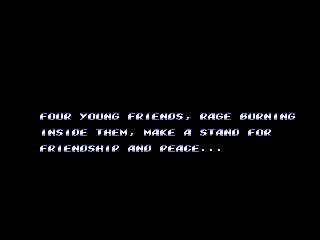 FOUR YOUNG FRIENDS, RAGE BURNING
INSIDE THEM, MAKE A STAND FOR
FRIENDSHIP AND PEACE...